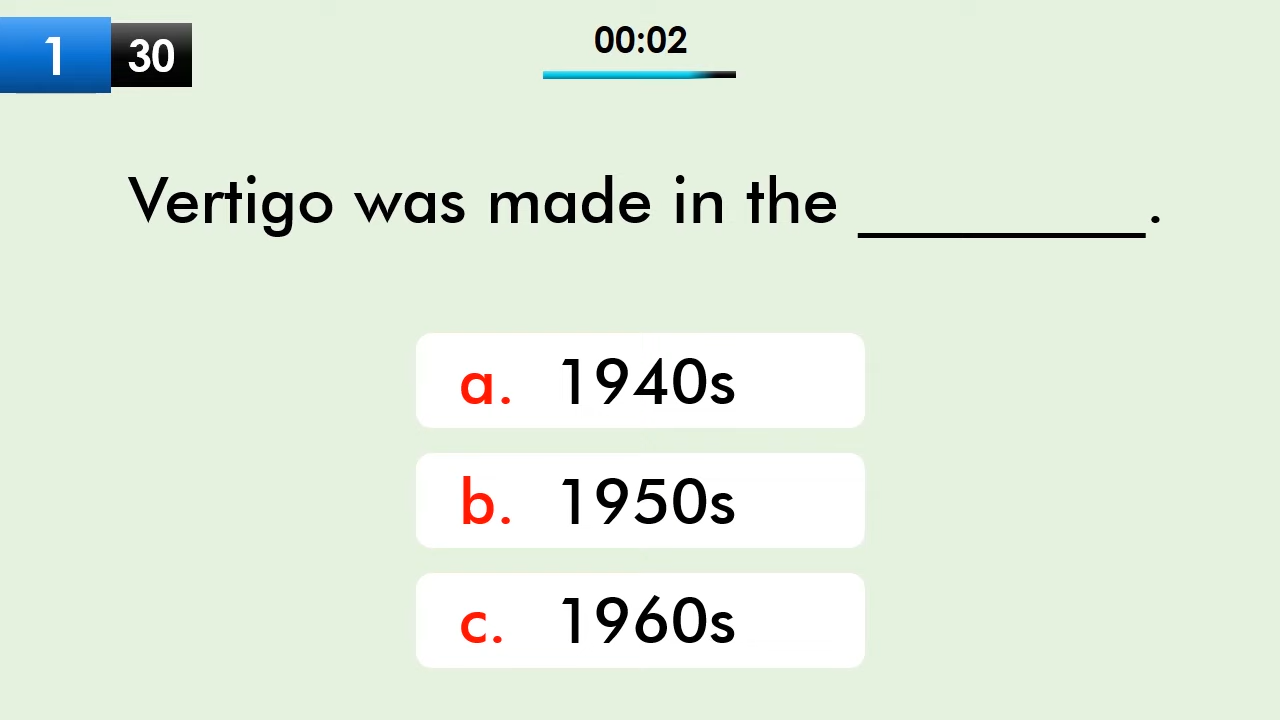 1 30
00:02
Vertigo was made in the ________.
a. 1940s
b. 1950s
c. 1960s